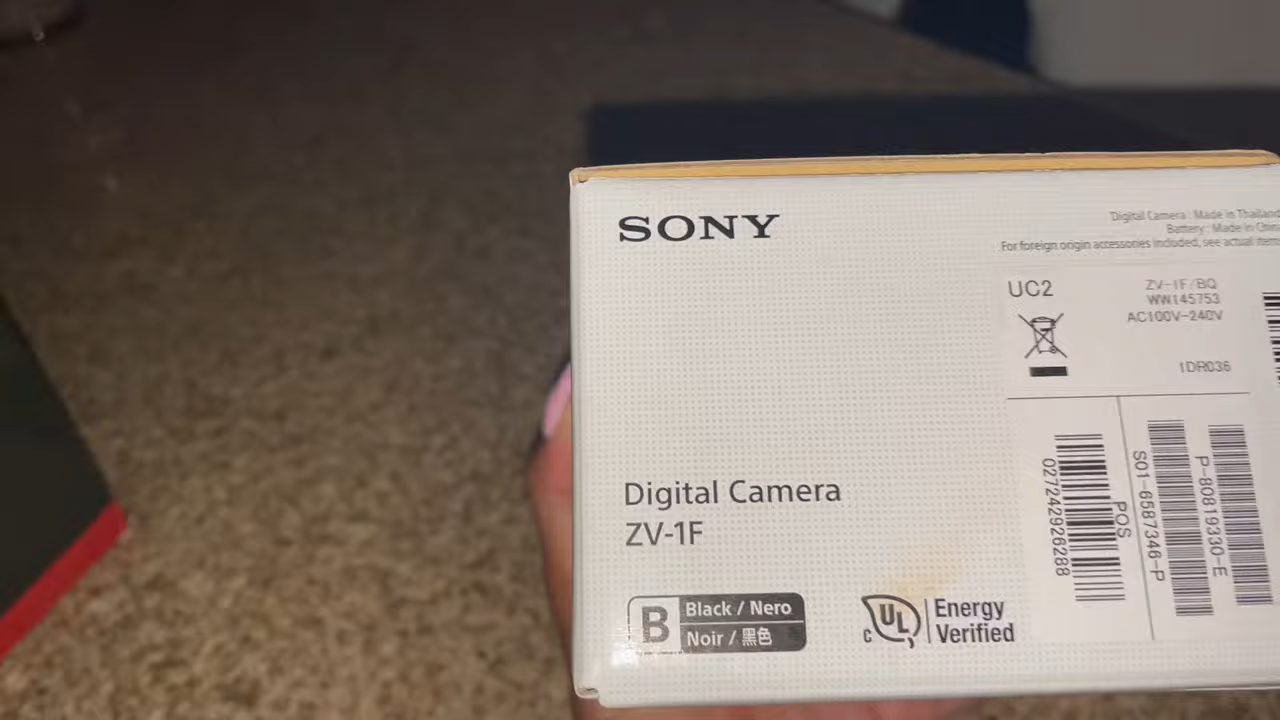 SONY
Digital Camera : Made in Thailand
Battery : Made in China
For foreign origin accessories included, see actual item
UC2
ZV-1F/BQ
WW145753
AC100V-240V
1DR036
Digital Camera
ZV-1F
B
Black / Nero
Noir / 黑色
c UL
Energy
Verified
027242926288
POS
S01-6587346-P
P-80819330-E